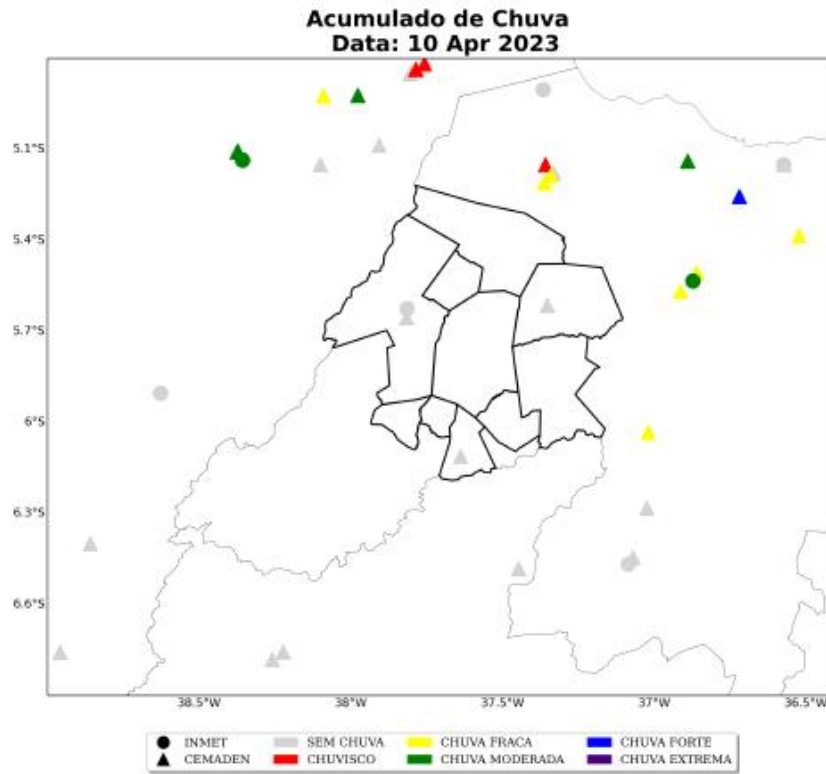 Acumulado de Chuva
Data: 10 Apr 2023
5.1°S
5.4°S
5.7°S
6°S
6.3°S
6.6°S
38.5°W 38°W 37.5°W 37°W 36.5°W
INMET SEM CHUVA CHUVA FRACA CHUVA FORTE
CEMADEN CHUVISCO CHUVA MODERADA CHUVA EXTREMA